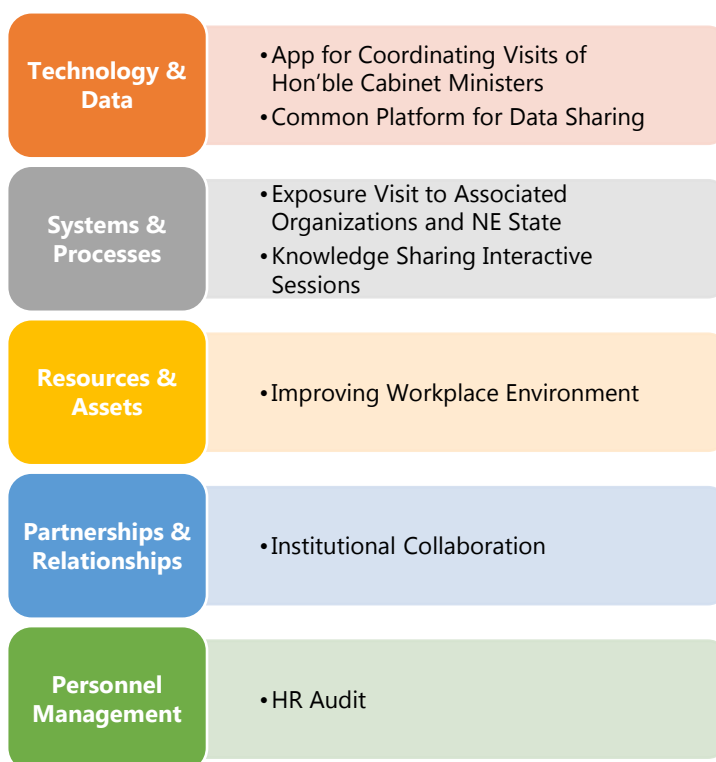 Technology &
Data
•App for Coordinating Visits of
Hon’ble Cabinet Ministers
•Common Platform for Data Sharing
Systems &
Processes
•Exposure Visit to Associated
Organizations and NE State
•Knowledge Sharing Interactive
Sessions
Resources &
Assets
•Improving Workplace Environment
Partnerships &
Relationships
•Institutional Collaboration
Personnel
Management
•HR Audit